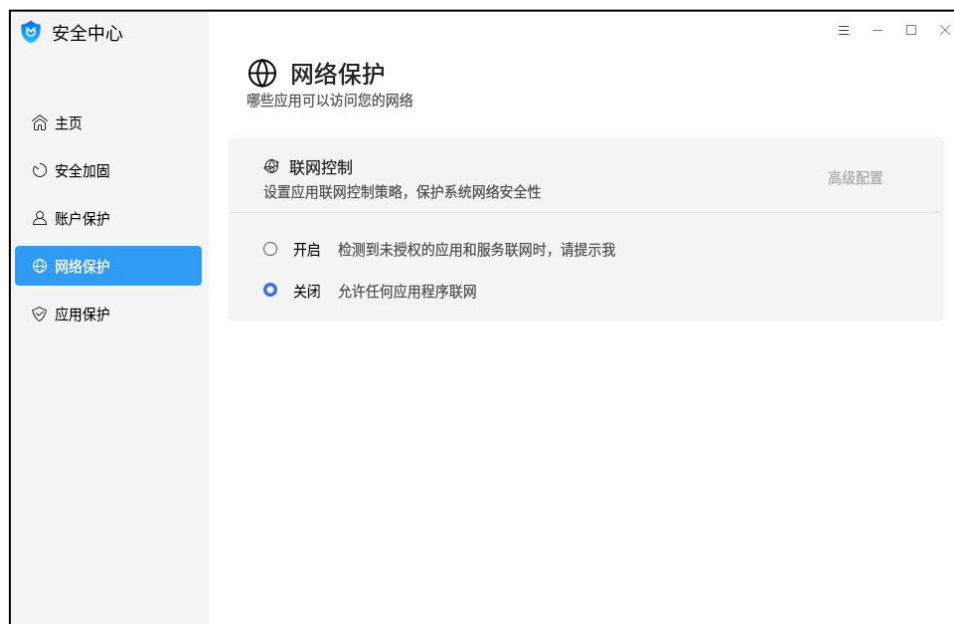 安全中心
网络保护
哪些应用可以访问您的网络
主页
安全加固
账户保护
网络保护
应用保护
联网控制
设置应用联网控制策略，保护系统网络安全性
高级配置
开启 检测到未授权的应用和服务联网时，请提示我
关闭 允许任何应用程序联网